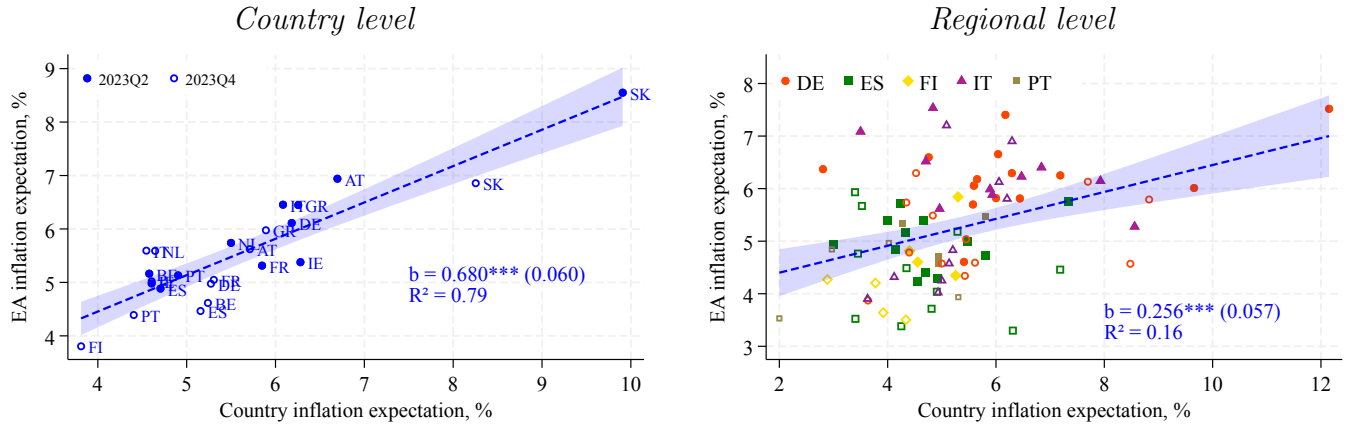 Country level
EA inflation expectation, %
9
8
7
6
5
4
2023Q2
2023Q4
SK
AT
SK
IT
GR
DE
GR
NL
AT
NL
FR
IE
BE
PT
ES
FR
DE
BE
ES
PT
FI
b = 0.680*** (0.060)
R² = 0.79
4
5
6
7
8
9
10
Country inflation expectation, %
Regional level
EA inflation expectation, %
8
7
6
5
4
3
DE
ES
FI
IT
PT
b = 0.256*** (0.057)
R² = 0.16
2
4
6
8
10
12
Country inflation expectation, %